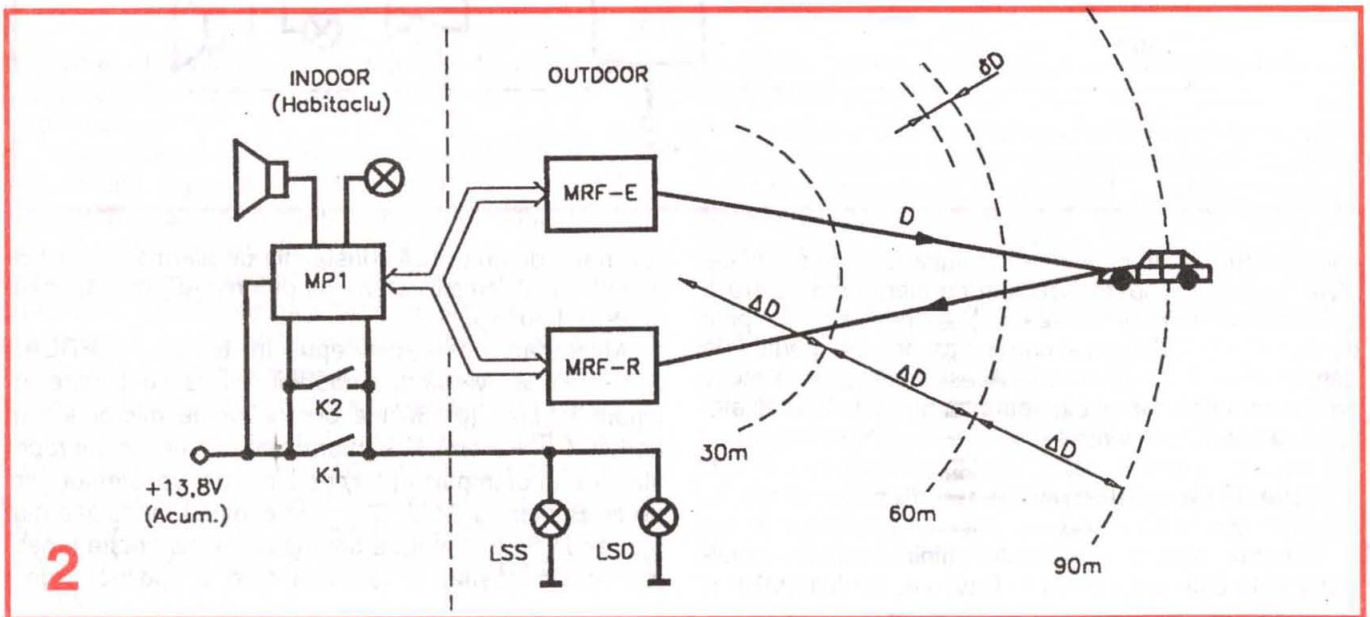 INDOOR
(Habitaclu)
OUTDOOR
δD
MRF-E
D
MP1
ΔD
MRF-R
ΔD
K2
ΔD
30m
K1
+13,8V
(Acum.)
60m
LSS
LSD
90m
2